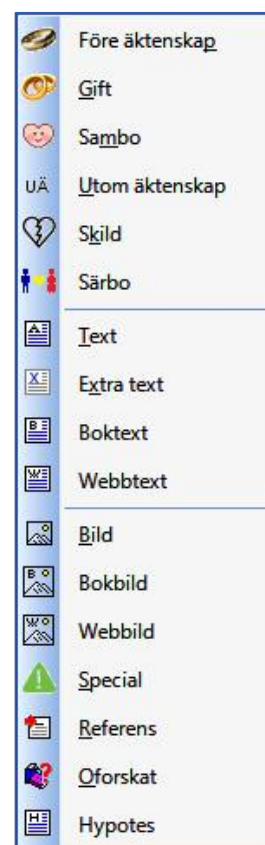 Före äktenskap
Gift
Sambo
UÄ Utom äktenskap
Skild
Särbo
A Text
X Extra text
B Boktext
W Webbtext
Bild
B Bokbild
W Webbild
Special
Referens
? Oforskat
H Hypotes